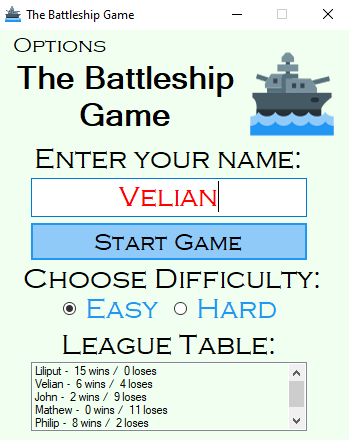 The Battleship Game
Options
The Battleship
Game
Enter your name:
Velian
Start Game
Choose Difficulty:
Easy Hard
League Table:
Liliput - 15 wins / 0 loses
Velian - 6 wins / 4 loses
John - 2 wins / 9 loses
Mathew - 0 wins / 11 loses
Philip - 8 wins / 2 loses